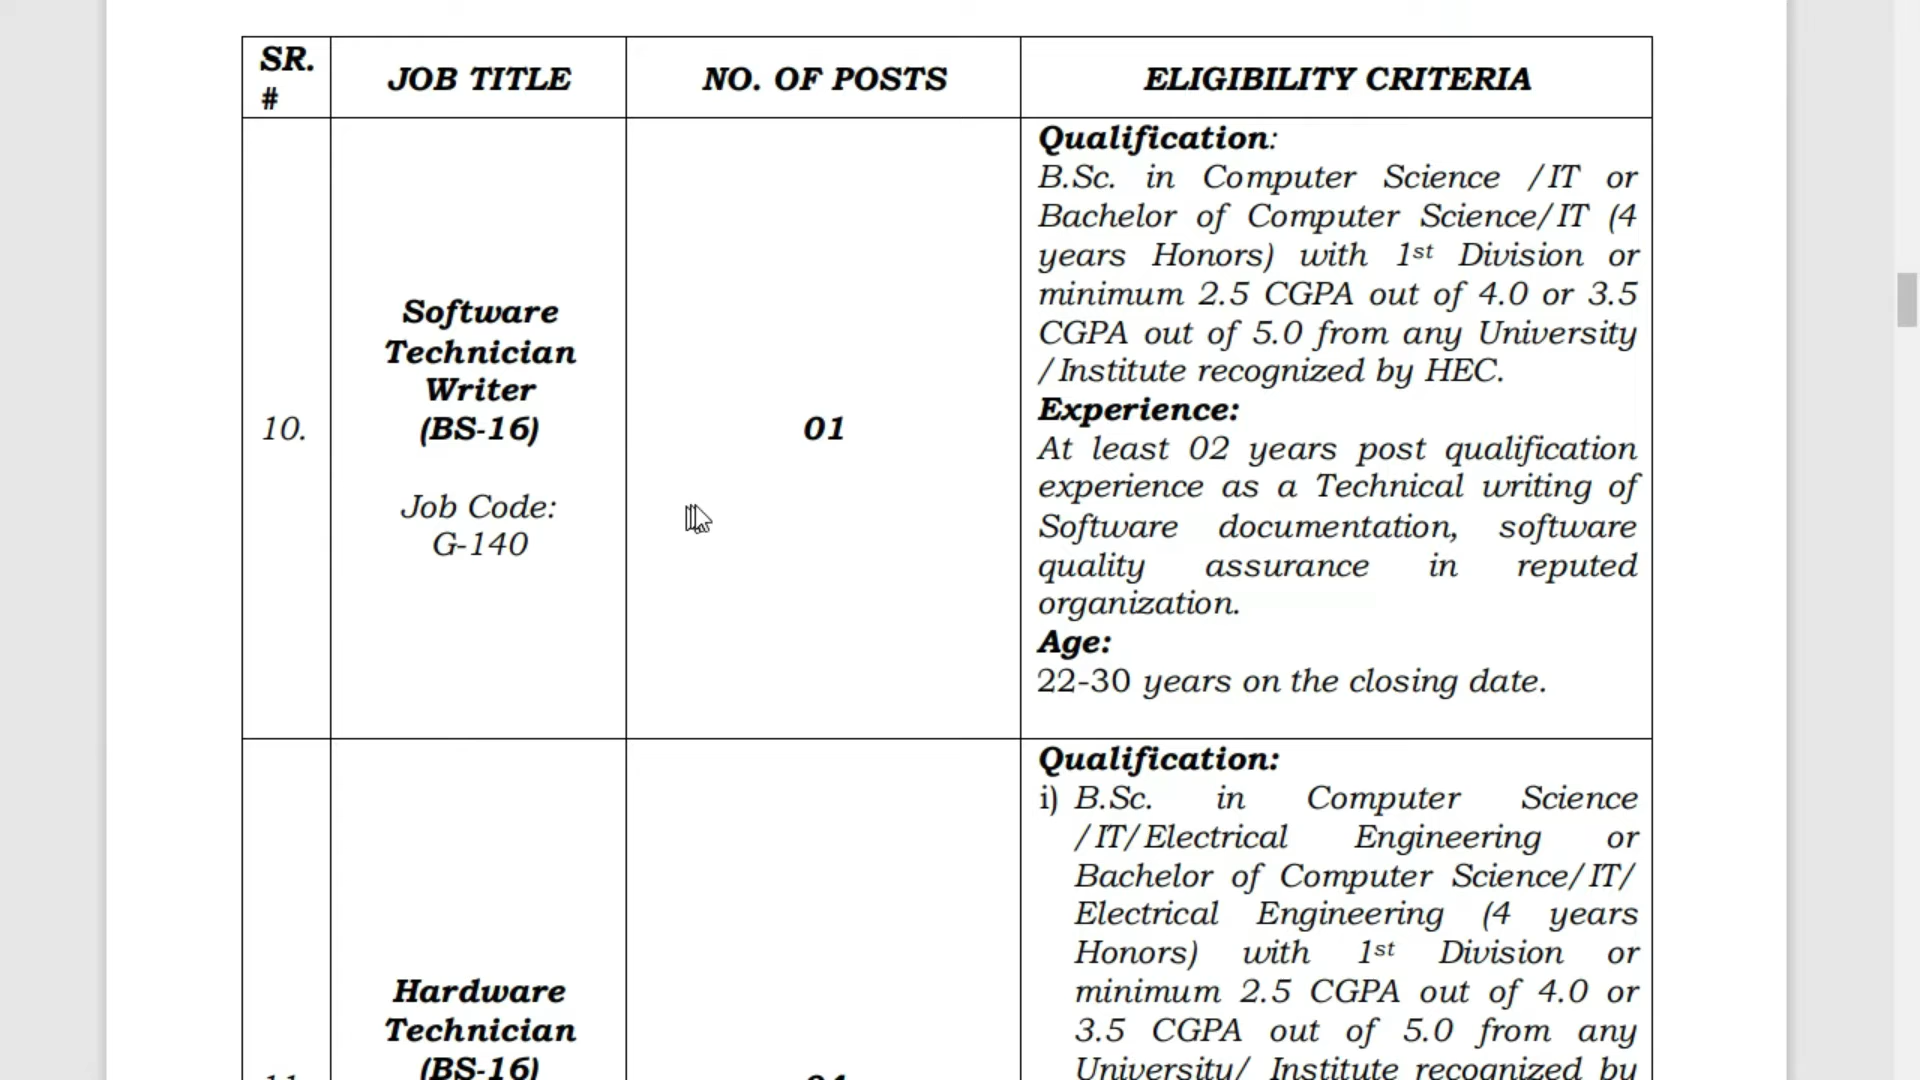 SR.
#
JOB TITLE
NO. OF POSTS
ELIGIBILITY CRITERIA
10.
Software
Technician
Writer
(BS-16)
Job Code:
G-140
01
Qualification:
B.Sc. in Computer Science /IT or
Bachelor of Computer Science/IT (4
years Honors) with 1st Division or
minimum 2.5 CGPA out of 4.0 or 3.5
CGPA out of 5.0 from any University
/Institute recognized by HEC.
Experience:
At least 02 years post qualification
experience as a Technical writing of
Software documentation, software
quality assurance in reputed
organization.
Age:
22-30 years on the closing date.
Hardware
Technician
(BS-16)
Qualification:
i) B.Sc. in Computer Science
/IT/Electrical Engineering or
Bachelor of Computer Science/IT/
Electrical Engineering (4 years
Honors) with 1st Division or
minimum 2.5 CGPA out of 4.0 or
3.5 CGPA out of 5.0 from any
University/ Institute recognized by